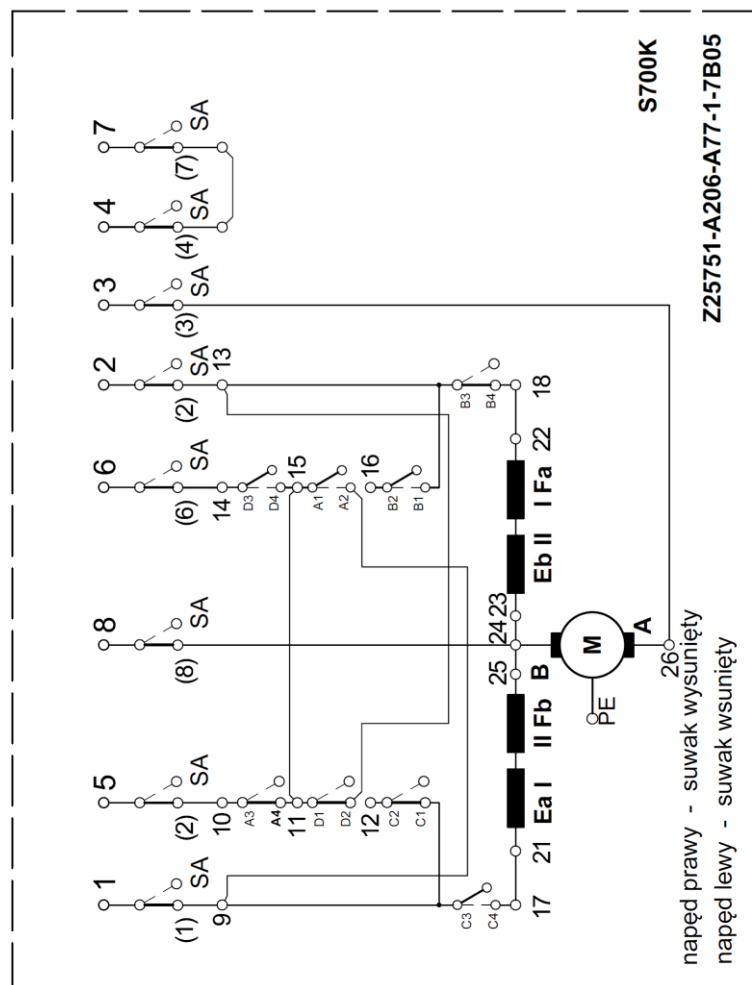 1 5 8 6 2 3 4 7
(1) SA (2) SA (8) SA (6) SA (2) SA (3) SA (4) SA (7) SA
9 10 14 13
A3 D3
A4 D4
11 15
D1 A1
D2 A2
12 16
C2 B2
C1 B1
C3 B3
C4 B4
17 21 Ea I II Fb 25 24 23 Eb II I Fa 22 18
B
M
PE
A
26
S700K
napęd prawy - suwak wysunięty
napęd lewy - suwak wsunięty
Z25751-A206-A77-1-7B05